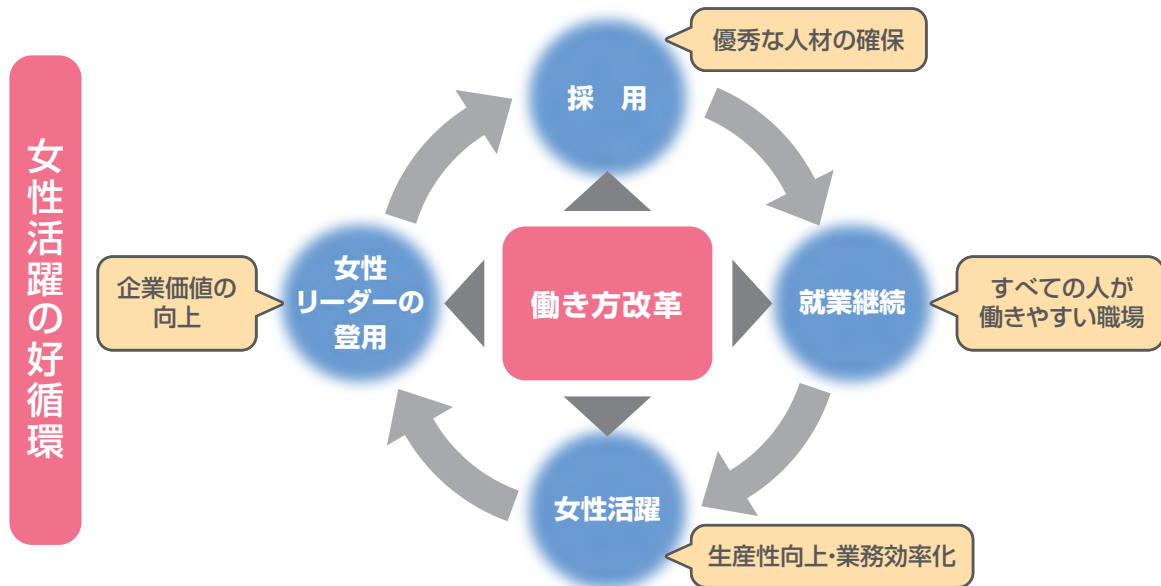 女性活躍の好循環
優秀な人材の確保
採　用
女性
リーダーの
登用
企業価値の
向上
働き方改革
就業継続
すべての人が
働きやすい職場
女性活躍
生産性向上・業務効率化